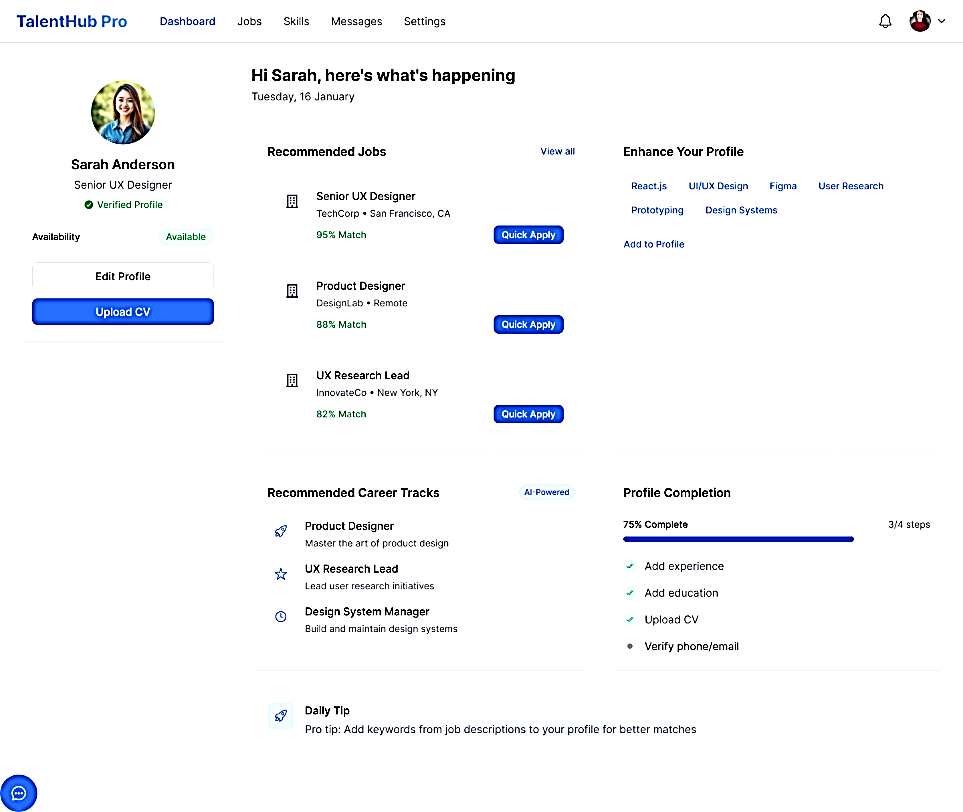 TalentHub Pro
Dashboard
Jobs
Skills
Messages
Settings
Sarah Anderson
Senior UX Designer
Verified Profile
Availability
Available
Edit Profile
Upload CV
Hi Sarah, here's what's happening
Tuesday, 16 January
Recommended Jobs
View all
Senior UX Designer
TechCorp • San Francisco, CA
95% Match
Quick Apply
Product Designer
DesignLab • Remote
88% Match
Quick Apply
UX Research Lead
InnovateCo • New York, NY
82% Match
Quick Apply
Enhance Your Profile
React.js
UI/UX Design
Figma
User Research
Prototyping
Design Systems
Add to Profile
Recommended Career Tracks
AI-Powered
Product Designer
Master the art of product design
UX Research Lead
Lead user research initiatives
Design System Manager
Build and maintain design systems
Profile Completion
75% Complete
3/4 steps
Add experience
Add education
Upload CV
Verify phone/email
Daily Tip
Pro tip: Add keywords from job descriptions to your profile for better matches